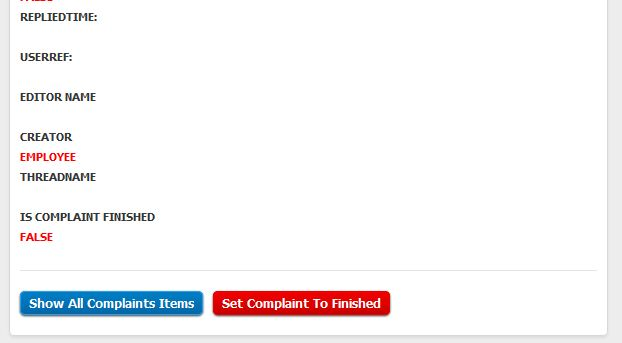 REPLIEDTIME:
USERREF:
EDITOR NAME
CREATOR
EMPLOYEE
THREADNAME
IS COMPLAINT FINISHED
FALSE
Show All Complaints Items
Set Complaint To Finished